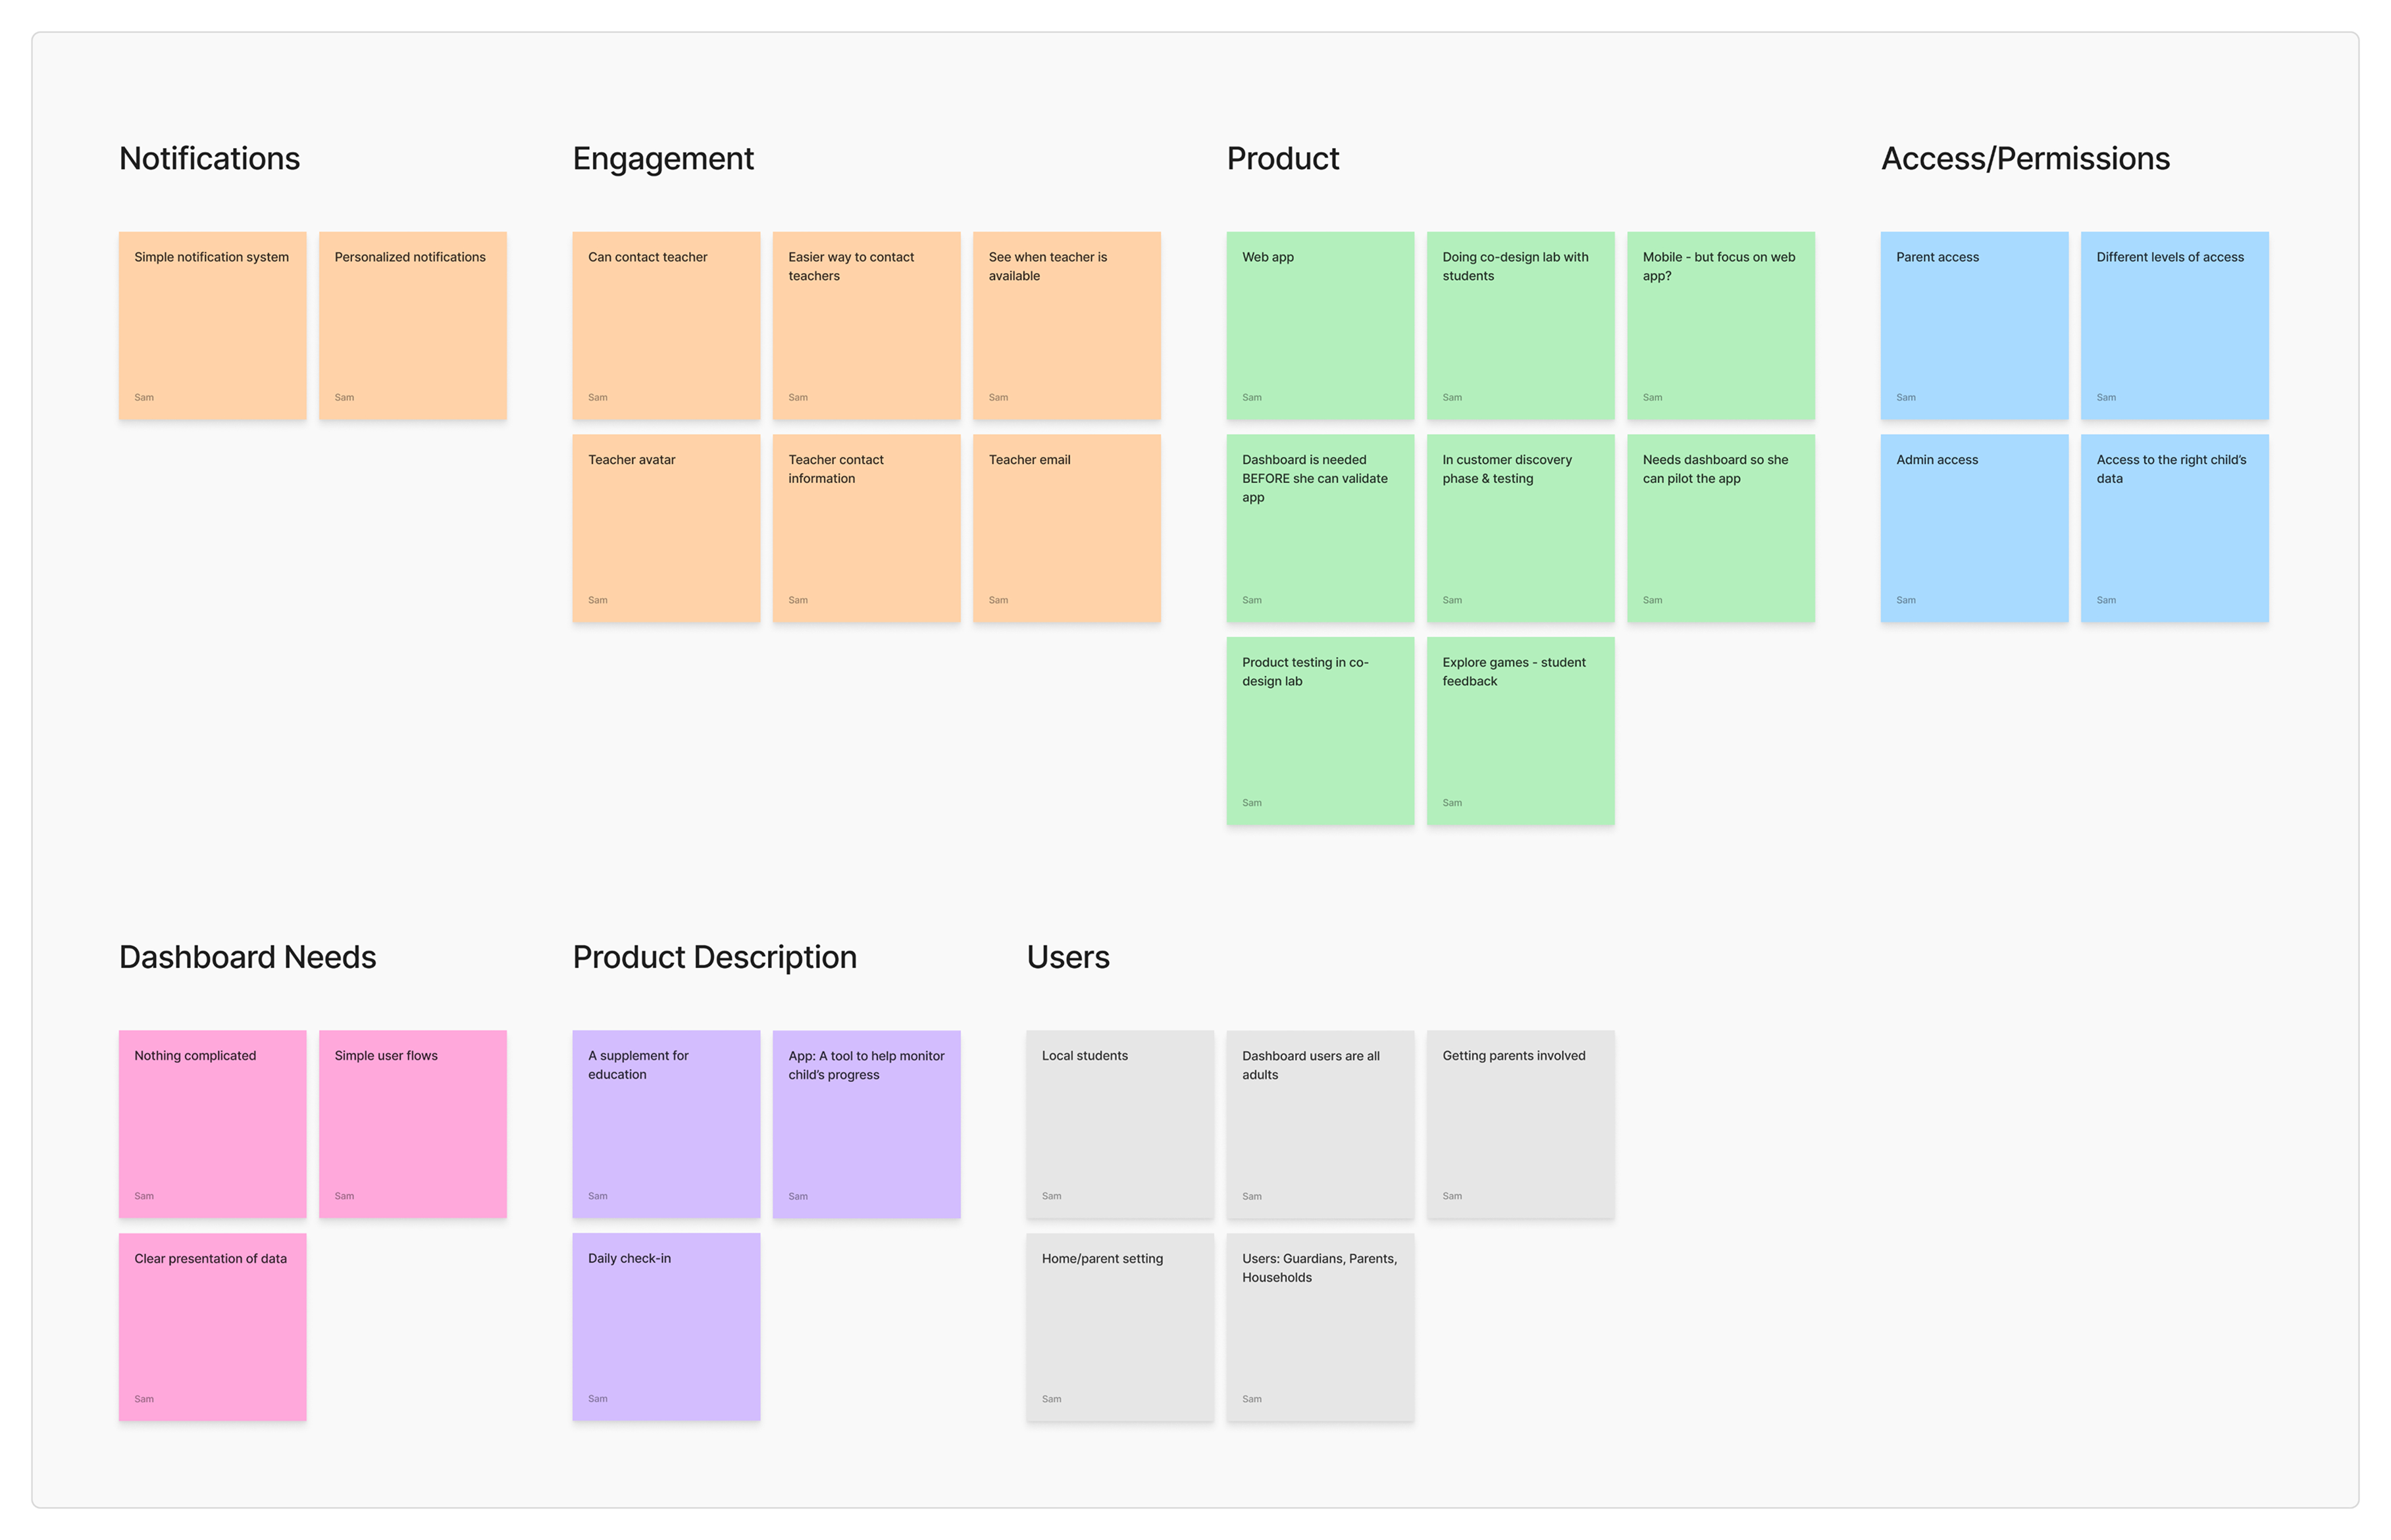 Notifications
Simple notification system
Sam
Personalized notifications
Sam
Engagement
Can contact teacher
Sam
Easier way to contact
teachers
Sam
See when teacher is
available
Sam
Teacher avatar
Sam
Teacher contact
information
Sam
Teacher email
Sam
Product
Web app
Sam
Doing co-design lab with
students
Sam
Mobile - but focus on web
app?
Sam
Dashboard is needed
BEFORE she can validate
app
Sam
In customer discovery
phase & testing
Sam
Needs dashboard so she
can pilot the app
Sam
Product testing in co-
design lab
Sam
Explore games - student
feedback
Sam
Access/Permissions
Parent access
Sam
Different levels of access
Sam
Admin access
Sam
Access to the right child’s
data
Sam
Dashboard Needs
Nothing complicated
Sam
Simple user flows
Sam
Clear presentation of data
Sam
Product Description
A supplement for
education
Sam
App: A tool to help monitor
child’s progress
Sam
Daily check-in
Sam
Users
Local students
Sam
Dashboard users are all
adults
Sam
Getting parents involved
Sam
Home/parent setting
Sam
Users: Guardians, Parents,
Households
Sam